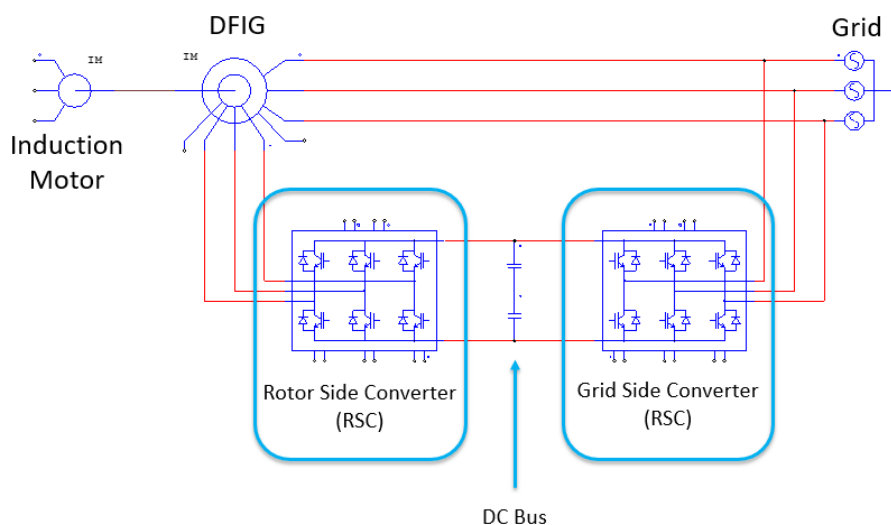 DFIG
Grid
IM
IM
Induction
Motor
Rotor Side Converter
(RSC)
Grid Side Converter
(RSC)
DC Bus